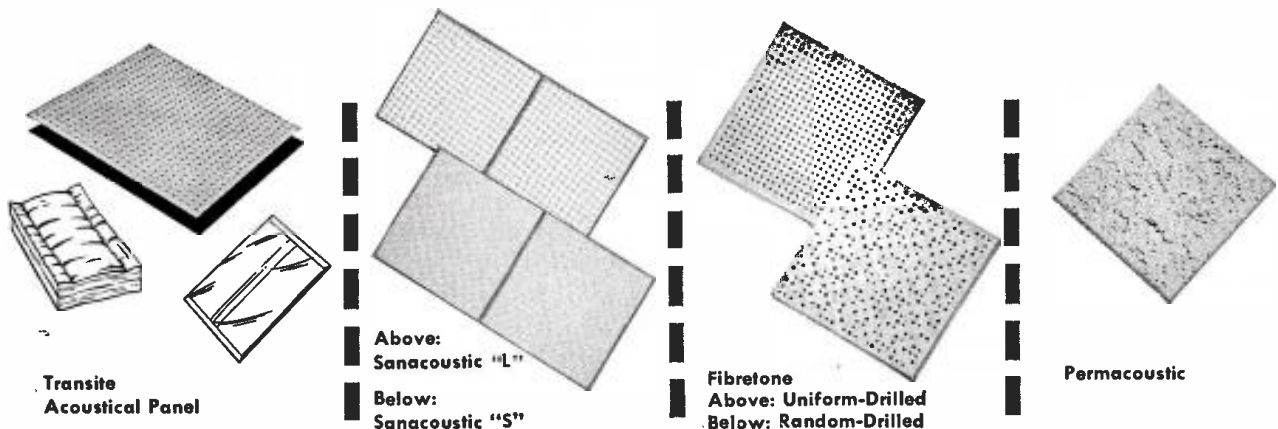 Transite
Acoustical Panel
Above:
Sanacoustic "L"
Below:
Sanacoustic "S"
Fibretone
Above: Uniform-Drilled
Below: Random-Drilled
Permacoustic